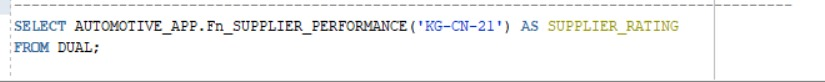 SELECT AUTOMOTIVE_APP.Fn_SUPPLIER_PERFORMANCE('KG-CN-21') AS SUPPLIER_RATING
FROM DUAL;